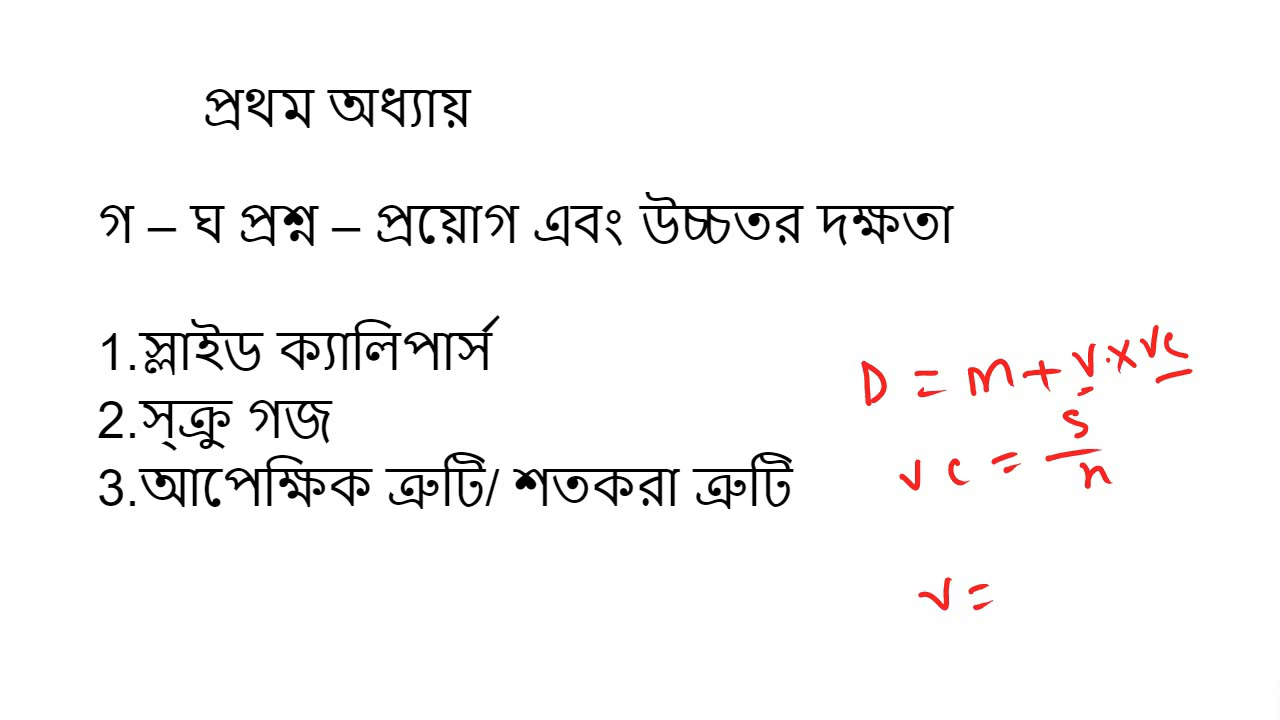 প্রথম অধ্যায়
গ – ঘ প্রশ্ন – প্রয়োগ এবং উচ্চতর দক্ষতা
1.স্লাইড ক্যালিপার্স
2.স্ক্রু গজ
3.আপেক্ষিক ত্রুটি/ শতকরা ত্রুটি
D = m + v.x vc
vc = s/n
v =